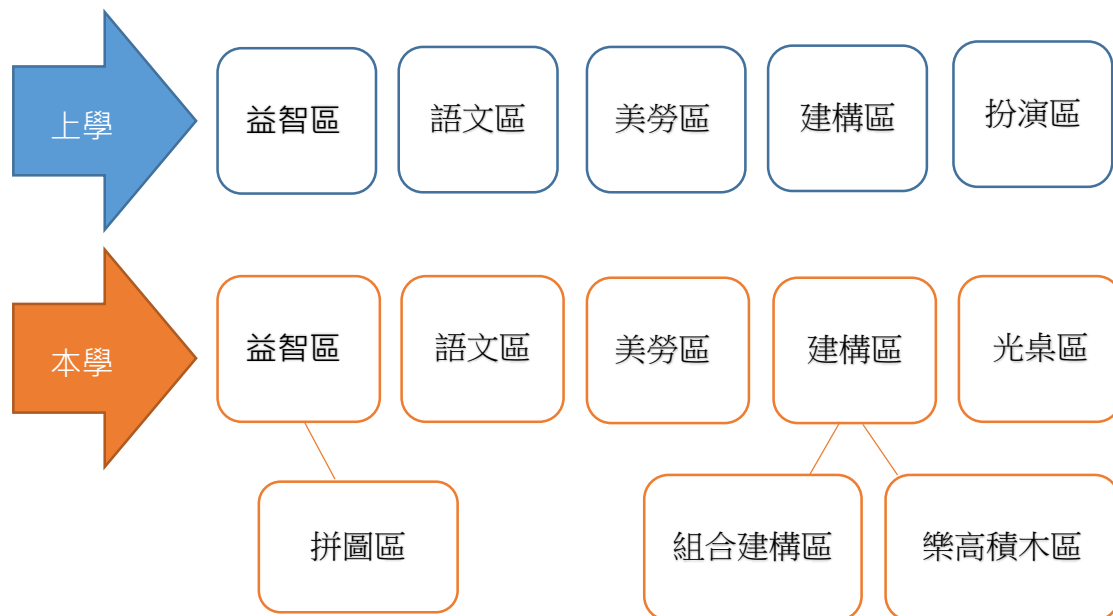 上學
益智區
語文區
美勞區
建構區
扮演區
本學
益智區
語文區
美勞區
建構區
光桌區
拼圖區
組合建構區
樂高積木區